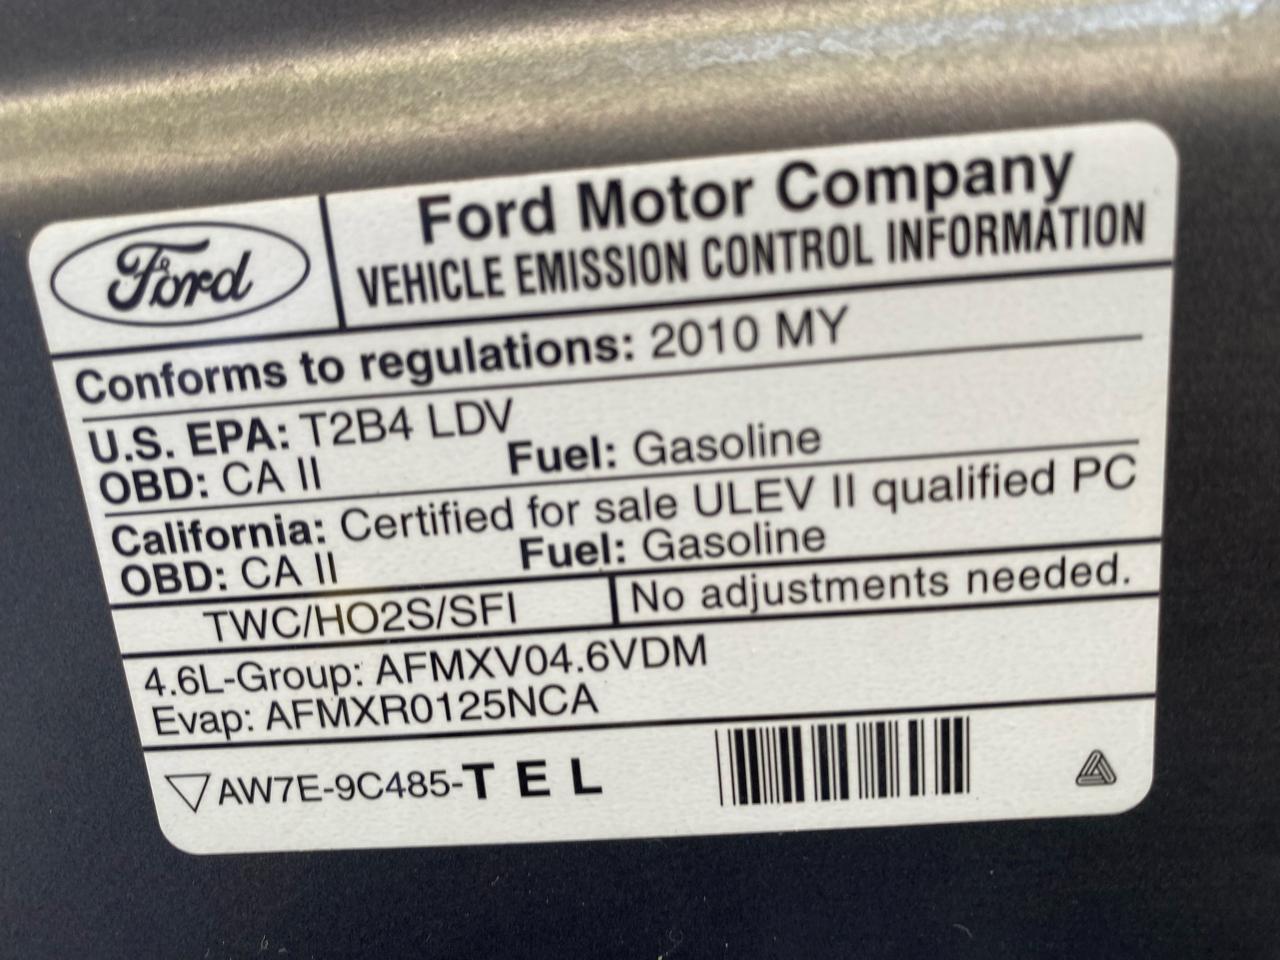 Ford
Ford Motor Company
VEHICLE EMISSION CONTROL INFORMATION
Conforms to regulations: 2010 MY
U.S. EPA: T2B4 LDV
OBD: CA II Fuel: Gasoline
California: Certified for sale ULEV II qualified PC
OBD: CA II Fuel: Gasoline
TWC/HO2S/SFI No adjustments needed.
4.6L-Group: AFMXV04.6VDM
Evap: AFMXR0125NCA
AW7E-9C485-T E L